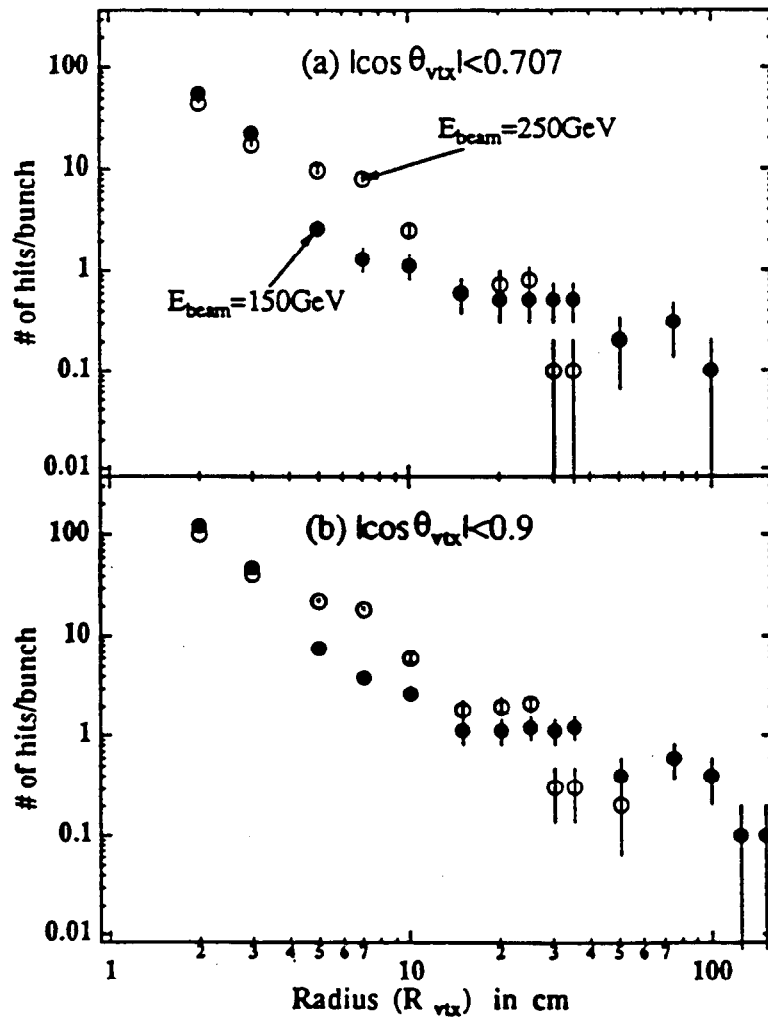 (a) |cos θvtx|<0.707
Ebeam=250GeV
Ebeam=150GeV
# of hits/bunch
100
10
1
0.1
0.01
(b) |cos θvtx|<0.9
# of hits/bunch
100
10
1
0.1
0.01
2 3 4 5 6 7 2 3 4 5 6 7
1 10 100
Radius (R vtx) in cm